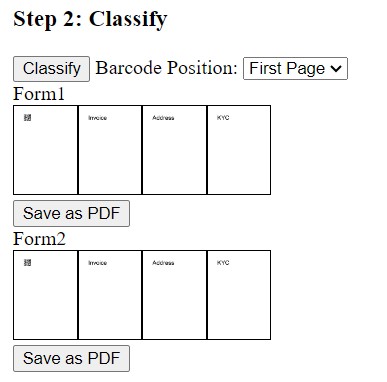 Step 2: Classify
Classify Barcode Position: First Page
Form1
Invoice Address KYC
Save as PDF
Form2
Invoice Address KYC
Save as PDF